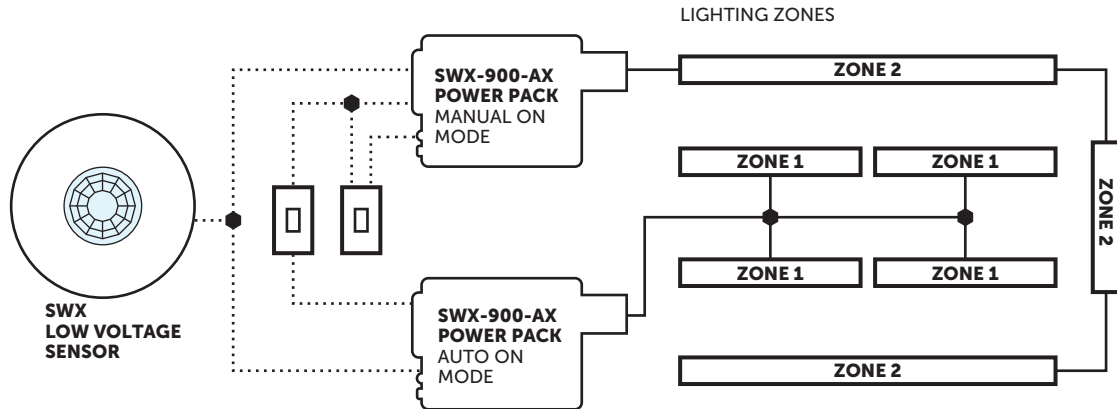 LIGHTING ZONES
SWX-900-AX
POWER PACK
MANUAL ON
MODE
ZONE 2
ZONE 1
ZONE 1
ZONE 2
ZONE 1
ZONE 1
SWX
LOW VOLTAGE
SENSOR
SWX-900-AX
POWER PACK
AUTO ON
MODE
ZONE 2